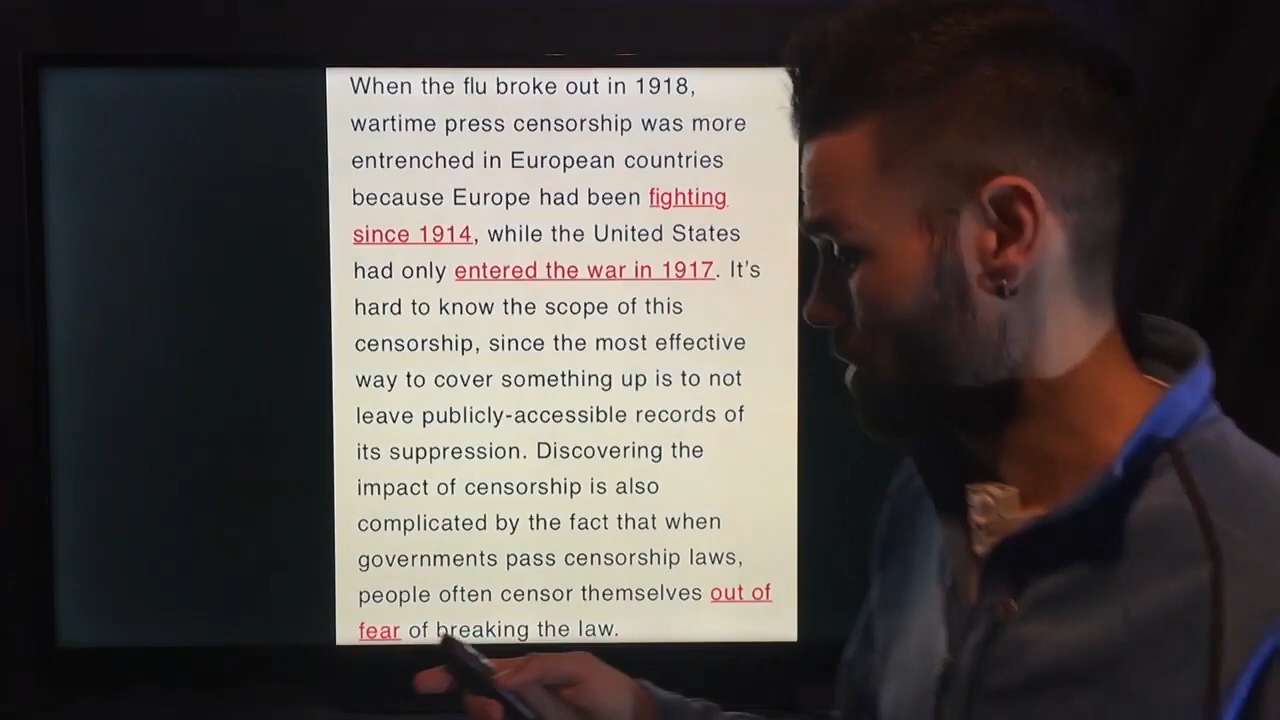 When the flu broke out in 1918,
wartime press censorship was more
entrenched in European countries
because Europe had been fighting
since 1914, while the United States
had only entered the war in 1917. It’s
hard to know the scope of this
censorship, since the most effective
way to cover something up is to not
leave publicly-accessible records of
its suppression. Discovering the
impact of censorship is also
complicated by the fact that when
governments pass censorship laws,
people often censor themselves out of
fear of breaking the law.